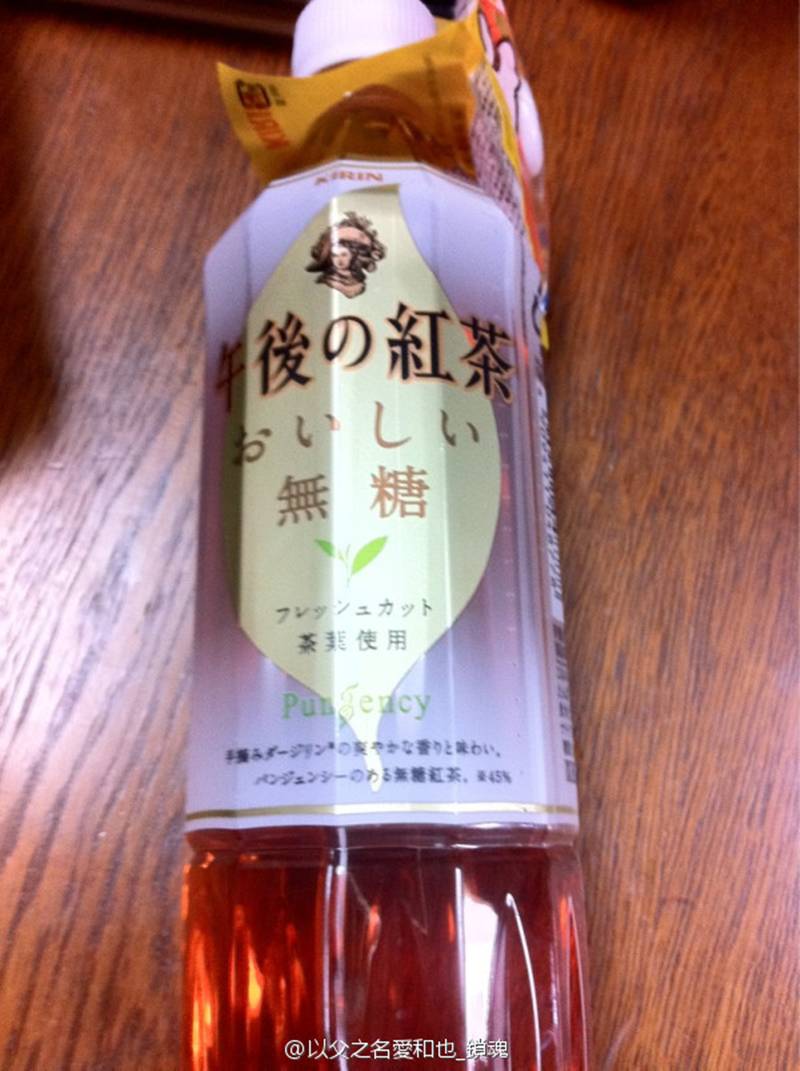 KIRIN
午後の紅茶
おいしい
無糖
フレッシュカット
茶葉使用
Pungency
手摘みダージリン*の爽やかな香りと味わい。
パンジェンシーのある無糖紅茶。※45%
@以父之名愛和也_鎖魂